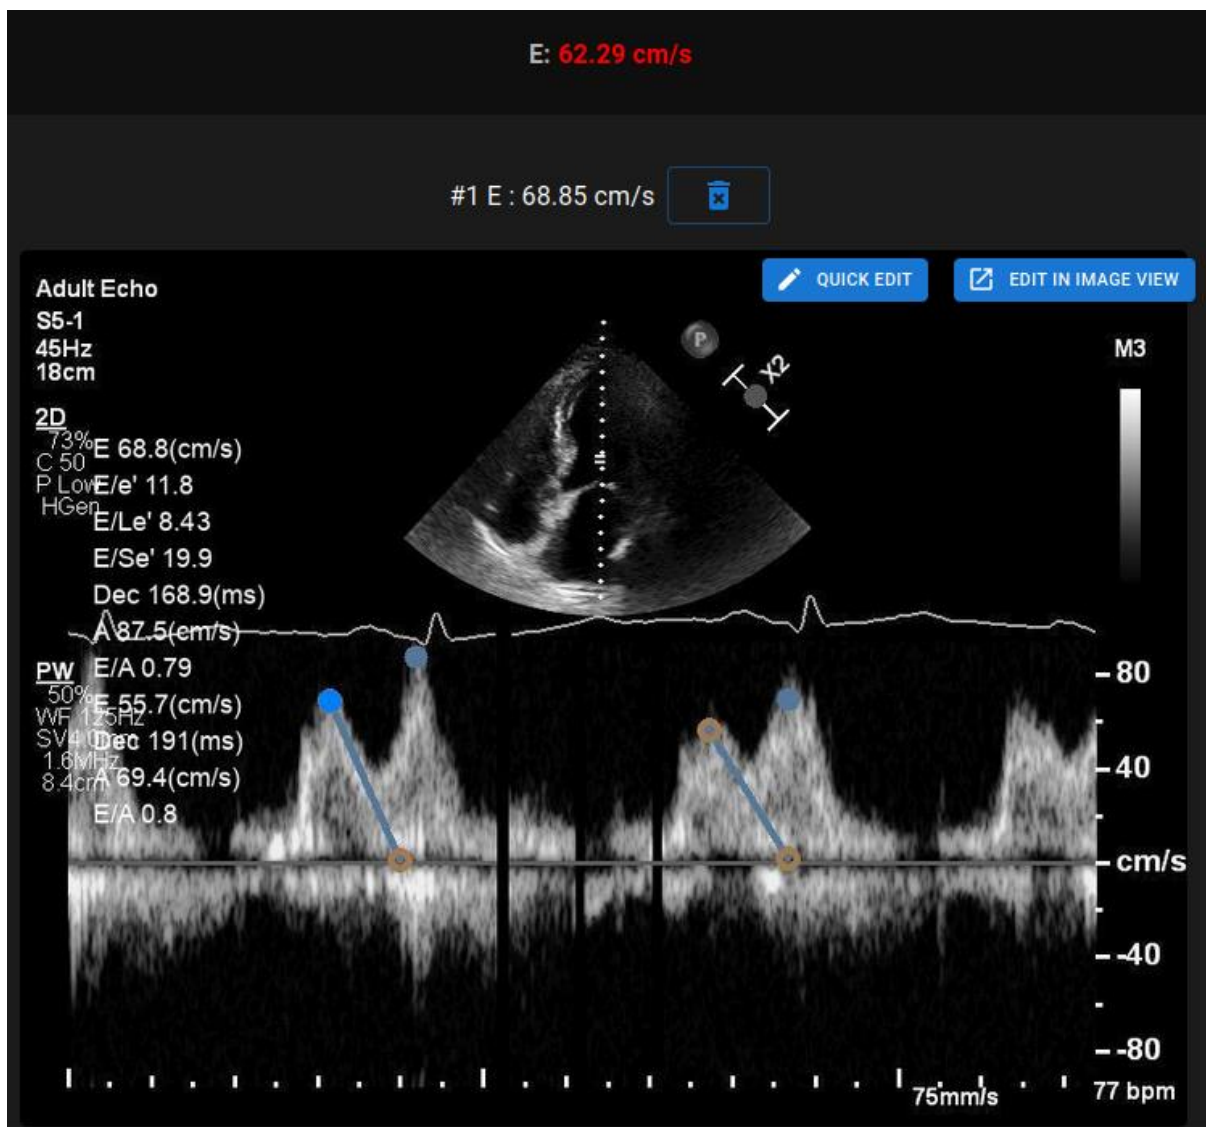 E: 62.29 cm/s
#1 E : 68.85 cm/s
QUICK EDIT
EDIT IN IMAGE VIEW
Adult Echo
S5-1
45Hz
18cm
P
X2
M3
2D
73%
C 50
P Low
HGen
E 68.8(cm/s)
E/e' 11.8
E/Le' 8.43
E/Se' 19.9
Dec 168.9(ms)
A 87.5(cm/s)
E/A 0.79
E 55.7(cm/s)
Dec 191(ms)
A 69.4(cm/s)
E/A 0.8
PW
50%
WF 125Hz
SV4.0mm
1.6MHz
8.4cm
80
40
cm/s
-40
-80
75mm/s
77 bpm